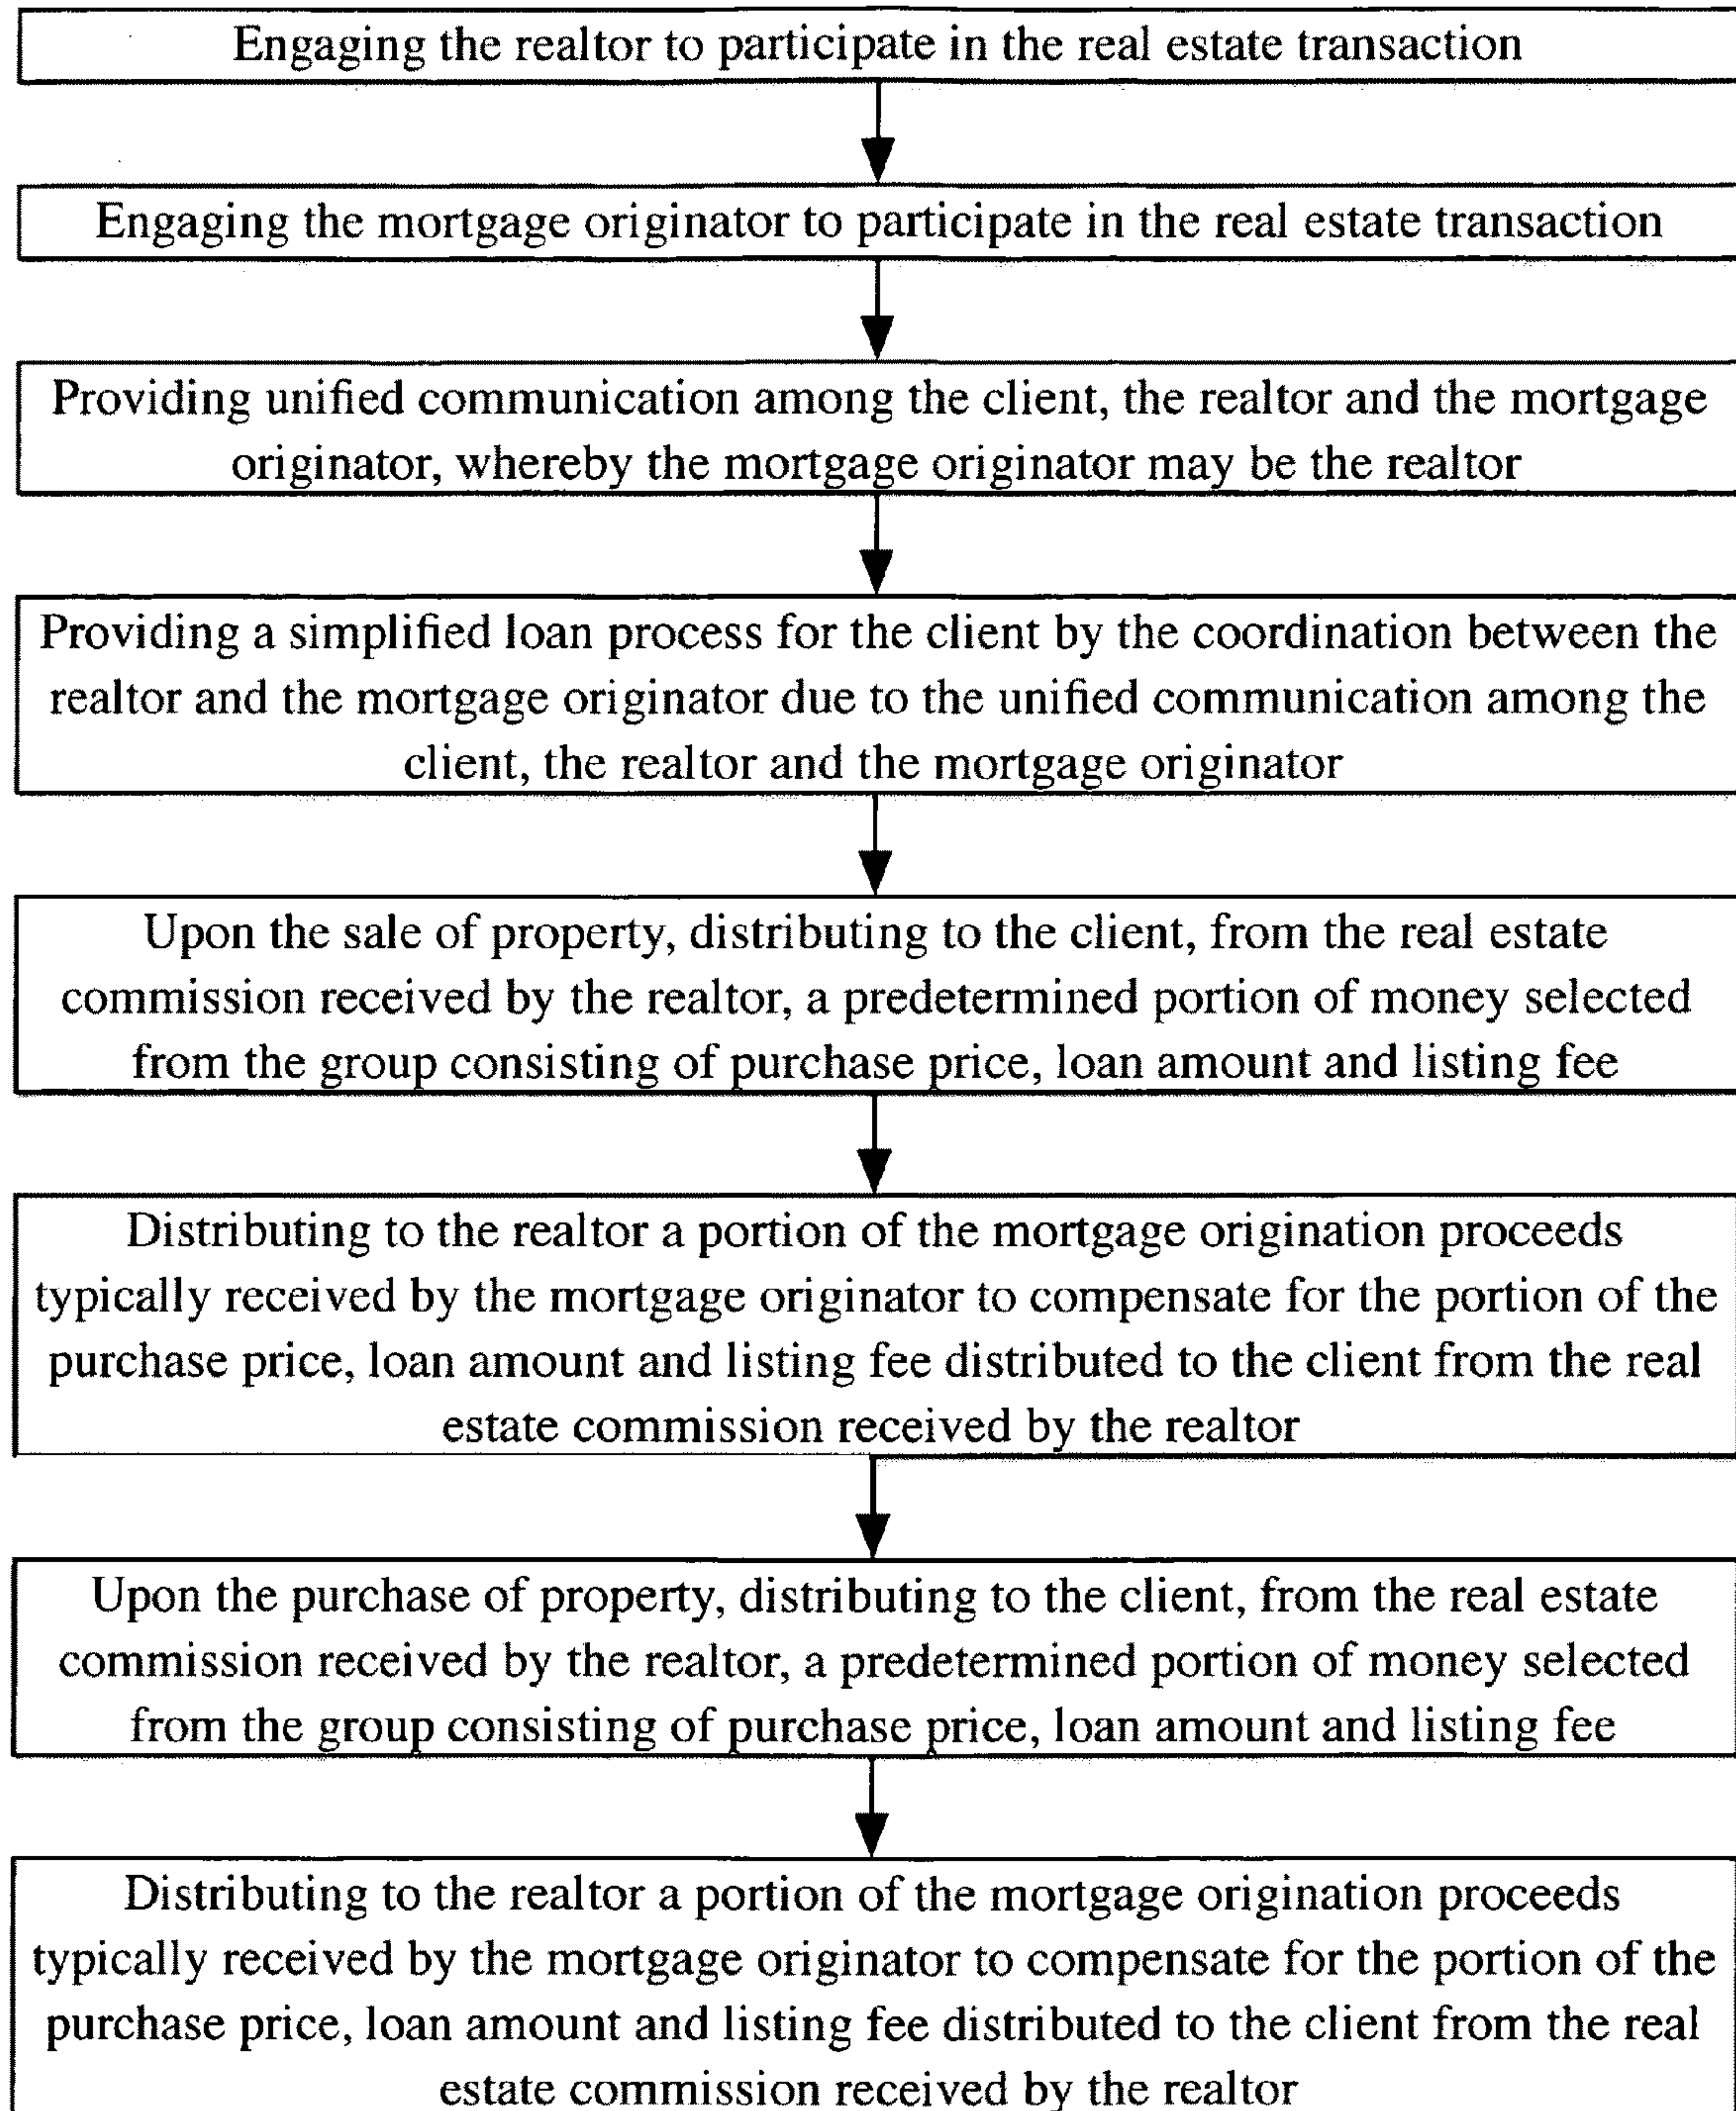 Engaging the realtor to participate in the real estate transaction
Engaging the mortgage originator to participate in the real estate transaction
Providing unified communication among the client, the realtor and the mortgage
originator, whereby the mortgage originator may be the realtor
Providing a simplified loan process for the client by the coordination between the
realtor and the mortgage originator due to the unified communication among the
client, the realtor and the mortgage originator
Upon the sale of property, distributing to the client, from the real estate
commission received by the realtor, a predetermined portion of money selected
from the group consisting of purchase price, loan amount and listing fee
Distributing to the realtor a portion of the mortgage origination proceeds
typically received by the mortgage originator to compensate for the portion of the
purchase price, loan amount and listing fee distributed to the client from the real
estate commission received by the realtor
Upon the purchase of property, distributing to the client, from the real estate
commission received by the realtor, a predetermined portion of money selected
from the group consisting of purchase price, loan amount and listing fee
Distributing to the realtor a portion of the mortgage origination proceeds
typically received by the mortgage originator to compensate for the portion of the
purchase price, loan amount and listing fee distributed to the client from the real
estate commission received by the realtor